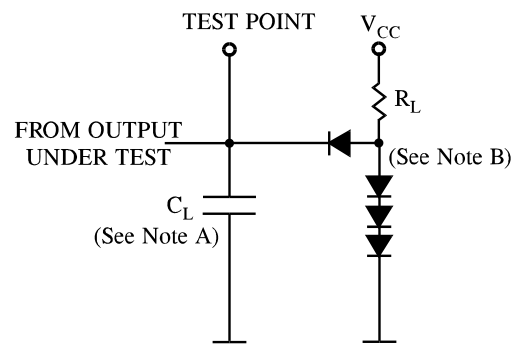 TEST POINT
VCC
RL
FROM OUTPUT
UNDER TEST
(See Note B)
CL
(See Note A)